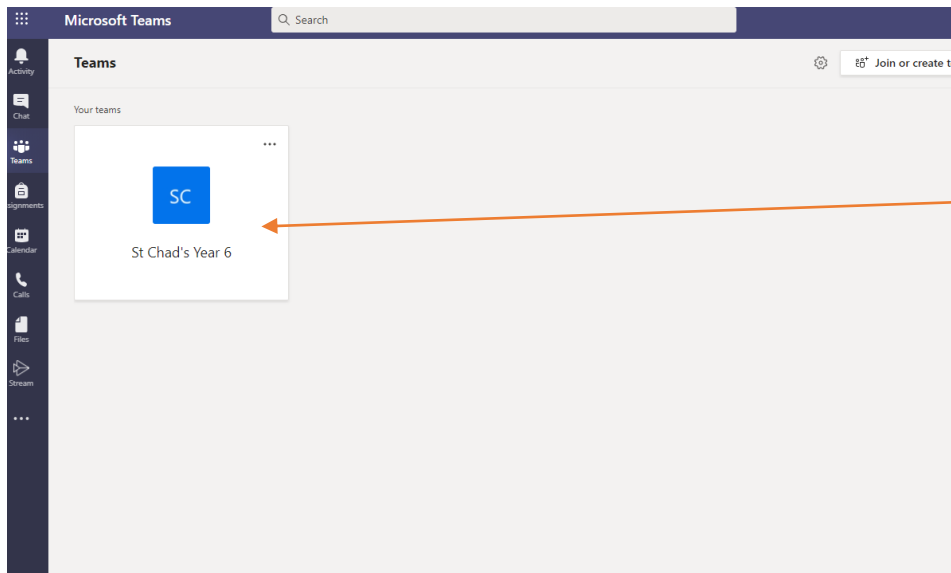 Microsoft Teams
Search
Activity
Chat
Teams
signments
Calendar
Calls
Files
Stream
Teams
Join or create t
Your teams
SC
St Chad's Year 6